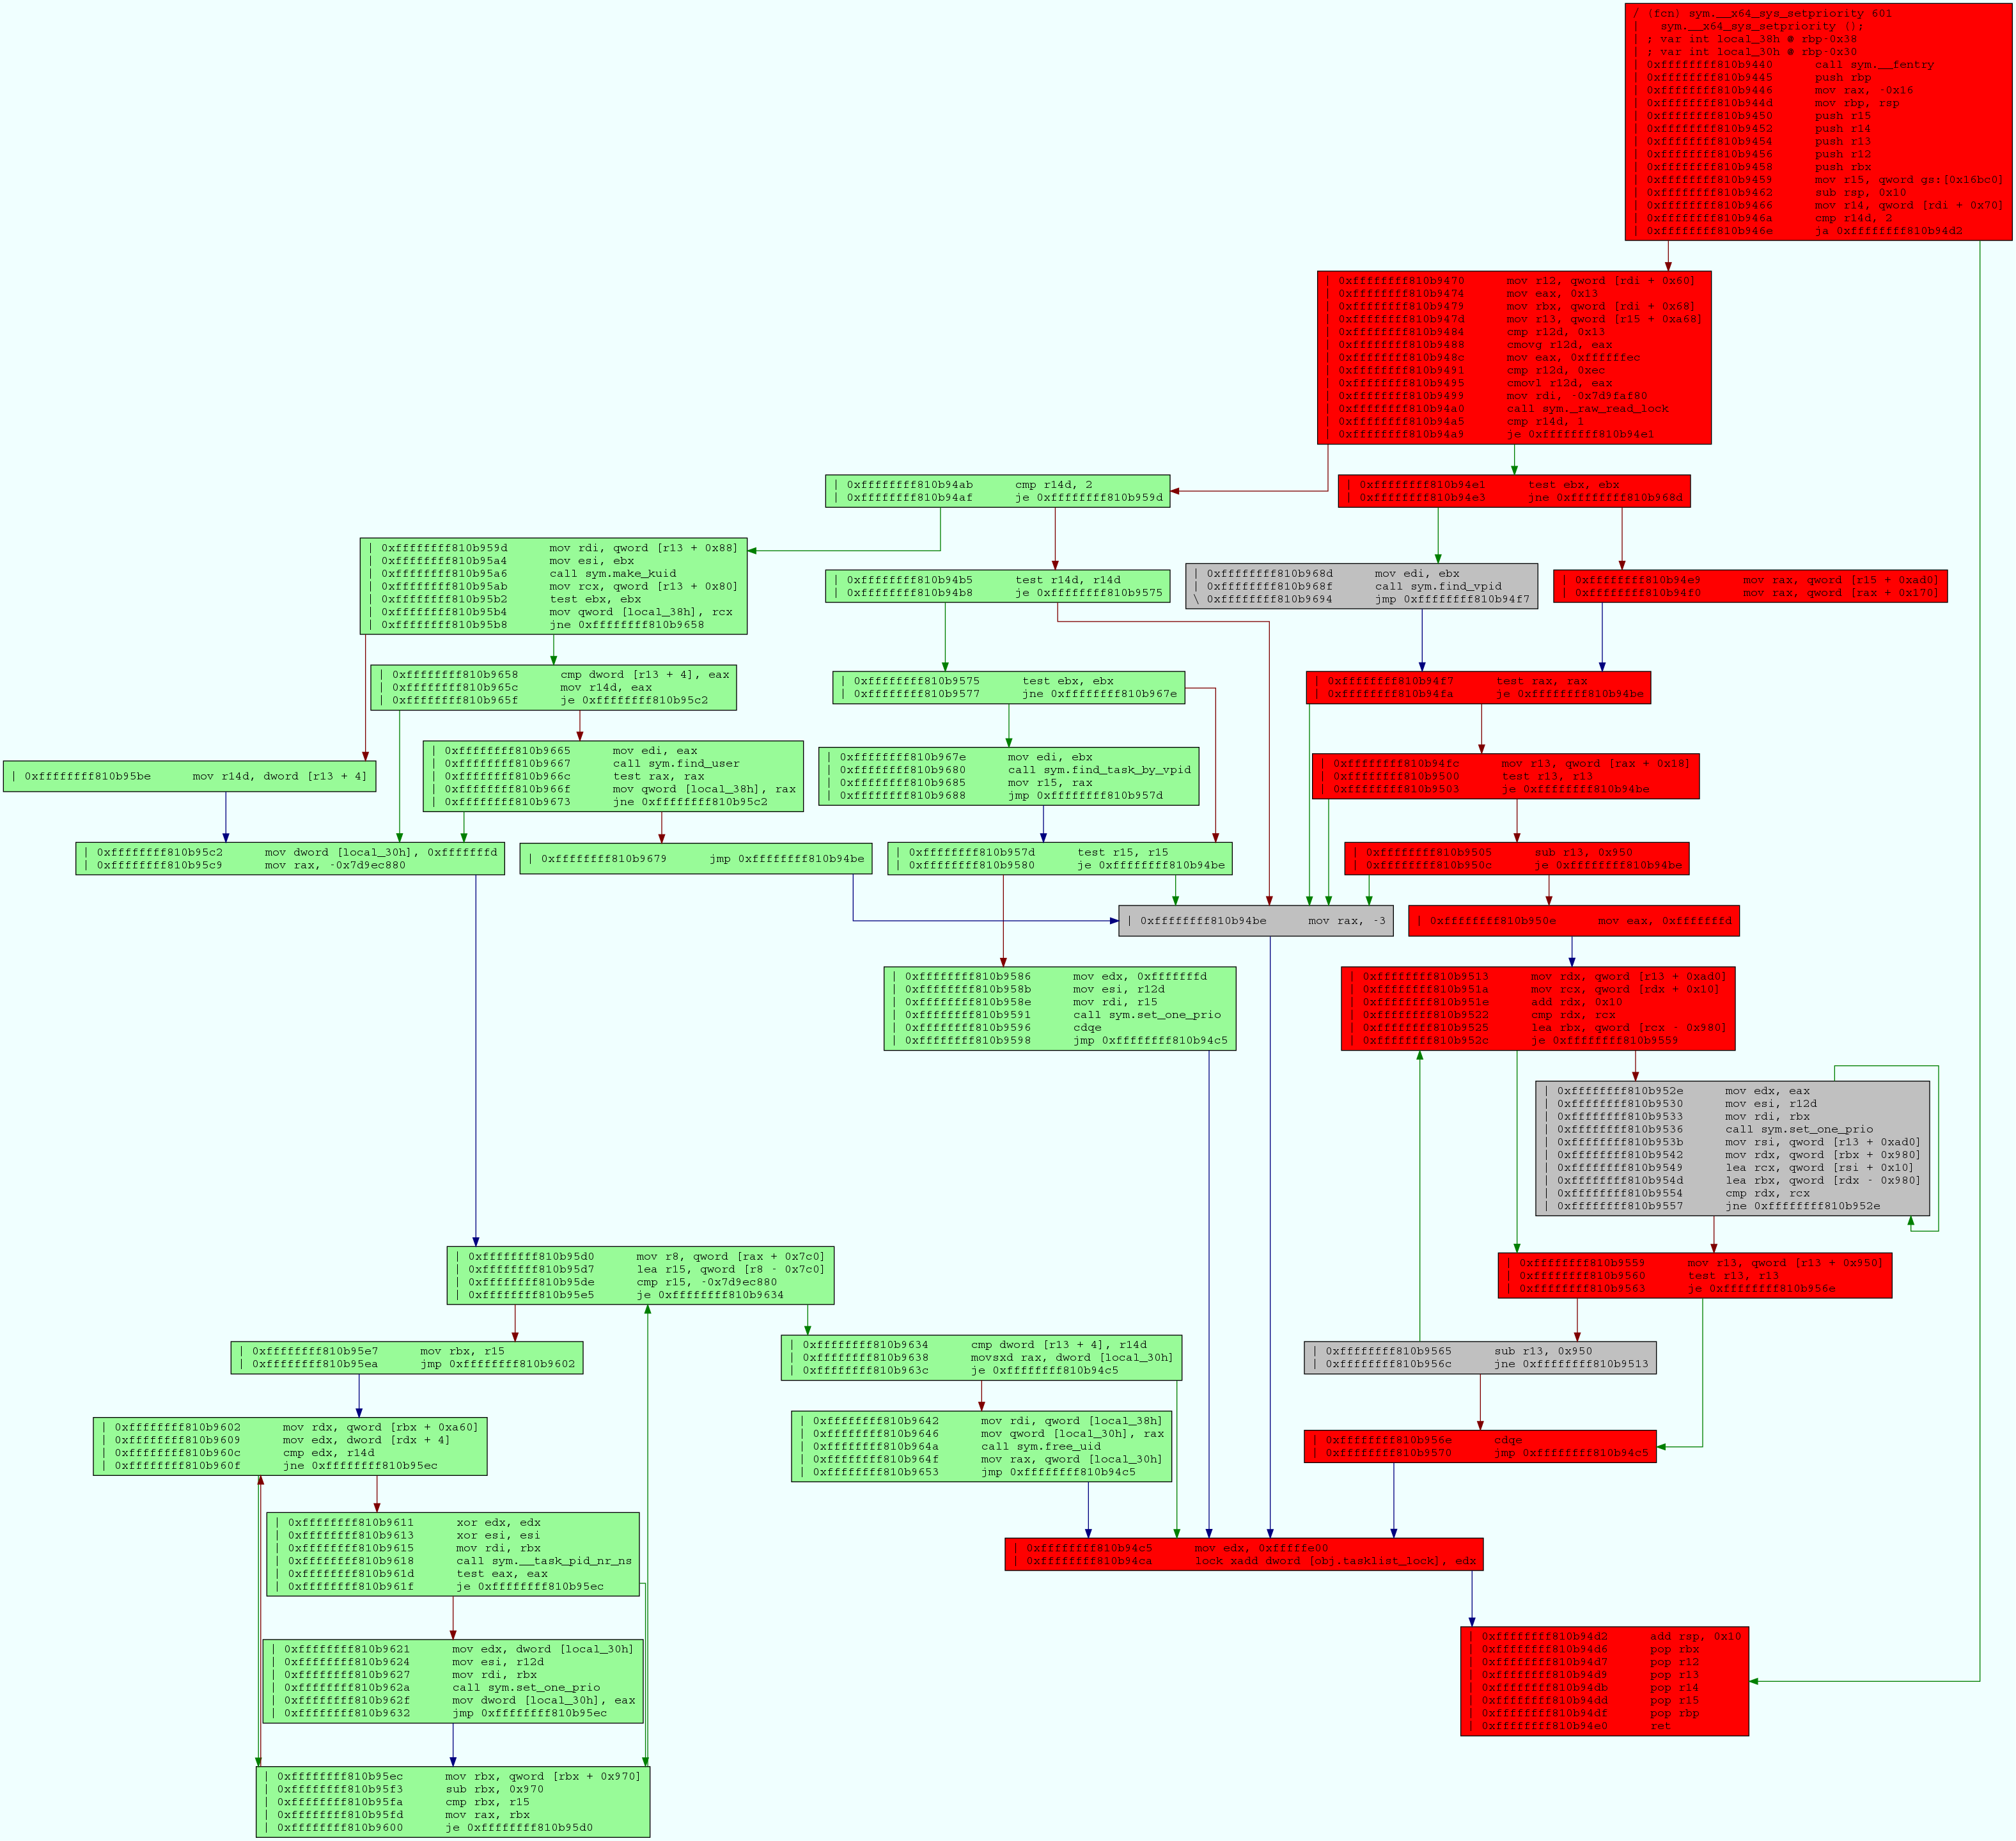 / (fcn) sym.__x64_sys_setpriority 601
|   sym.__x64_sys_setpriority ();
| ; var int local_38h @ rbp-0x38
| ; var int local_30h @ rbp-0x30
| 0xffffffff810b9440      call sym.__fentry
| 0xffffffff810b9445      push rbp
| 0xffffffff810b9446      mov rax, -0x16
| 0xffffffff810b944d      mov rbp, rsp
| 0xffffffff810b9450      push r15
| 0xffffffff810b9452      push r14
| 0xffffffff810b9454      push r13
| 0xffffffff810b9456      push r12
| 0xffffffff810b9458      push rbx
| 0xffffffff810b9459      mov r15, qword gs:[0x16bc0]
| 0xffffffff810b9462      sub rsp, 0x10
| 0xffffffff810b9466      mov r14, qword [rdi + 0x70]
| 0xffffffff810b946a      cmp r14d, 2
| 0xffffffff810b946e      ja 0xffffffff810b94d2
| 0xffffffff810b9470      mov r12, qword [rdi + 0x60]
| 0xffffffff810b9474      mov eax, 0x13
| 0xffffffff810b9479      mov rbx, qword [rdi + 0x68]
| 0xffffffff810b947d      mov r13, qword [r15 + 0xa68]
| 0xffffffff810b9484      cmp r12d, 0x13
| 0xffffffff810b9488      cmovg r12d, eax
| 0xffffffff810b948c      mov eax, 0xffffffec
| 0xffffffff810b9491      cmp r12d, 0xec
| 0xffffffff810b9495      cmovl r12d, eax
| 0xffffffff810b9499      mov rdi, -0x7d9faf80
| 0xffffffff810b94a0      call sym._raw_read_lock
| 0xffffffff810b94a5      cmp r14d, 1
| 0xffffffff810b94a9      je 0xffffffff810b94e1
| 0xffffffff810b94ab      cmp r14d, 2
| 0xffffffff810b94af      je 0xffffffff810b959d
| 0xffffffff810b94e1      test ebx, ebx
| 0xffffffff810b94e3      jne 0xffffffff810b968d
| 0xffffffff810b959d      mov rdi, qword [r13 + 0x88]
| 0xffffffff810b95a4      mov esi, ebx
| 0xffffffff810b95a6      call sym.make_kuid
| 0xffffffff810b95ab      mov rcx, qword [r13 + 0x80]
| 0xffffffff810b95b2      test ebx, ebx
| 0xffffffff810b95b4      mov qword [local_38h], rcx
| 0xffffffff810b95b8      jne 0xffffffff810b9658
| 0xffffffff810b94b5      test r14d, r14d
| 0xffffffff810b94b8      je 0xffffffff810b9575
| 0xffffffff810b968d      mov edi, ebx
| 0xffffffff810b968f      call sym.find_vpid
\ 0xffffffff810b9694      jmp 0xffffffff810b94f7
| 0xffffffff810b94e9      mov rax, qword [r15 + 0xad0]
| 0xffffffff810b94f0      mov rax, qword [rax + 0x170]
| 0xffffffff810b9658      cmp dword [r13 + 4], eax
| 0xffffffff810b965c      mov r14d, eax
| 0xffffffff810b965f      je 0xffffffff810b95c2
| 0xffffffff810b9575      test ebx, ebx
| 0xffffffff810b9577      jne 0xffffffff810b967e
| 0xffffffff810b94f7      test rax, rax
| 0xffffffff810b94fa      je 0xffffffff810b94be
| 0xffffffff810b95be      mov r14d, dword [r13 + 4]
| 0xffffffff810b9665      mov edi, eax
| 0xffffffff810b9667      call sym.find_user
| 0xffffffff810b966c      test rax, rax
| 0xffffffff810b966f      mov qword [local_38h], rax
| 0xffffffff810b9673      jne 0xffffffff810b95c2
| 0xffffffff810b967e      mov edi, ebx
| 0xffffffff810b9680      call sym.find_task_by_vpid
| 0xffffffff810b9685      mov r15, rax
| 0xffffffff810b9688      jmp 0xffffffff810b957d
| 0xffffffff810b94fc      mov r13, qword [rax + 0x18]
| 0xffffffff810b9500      test r13, r13
| 0xffffffff810b9503      je 0xffffffff810b94be
| 0xffffffff810b95c2      mov dword [local_30h], 0xfffffffd
| 0xffffffff810b95c9      mov rax, -0x7d9ec880
| 0xffffffff810b9679      jmp 0xffffffff810b94be
| 0xffffffff810b957d      test r15, r15
| 0xffffffff810b9580      je 0xffffffff810b94be
| 0xffffffff810b9505      sub r13, 0x950
| 0xffffffff810b950c      je 0xffffffff810b94be
| 0xffffffff810b94be      mov rax, -3
| 0xffffffff810b950e      mov eax, 0xfffffffd
| 0xffffffff810b9586      mov edx, 0xfffffffd
| 0xffffffff810b958b      mov esi, r12d
| 0xffffffff810b958e      mov rdi, r15
| 0xffffffff810b9591      call sym.set_one_prio
| 0xffffffff810b9596      cdqe
| 0xffffffff810b9598      jmp 0xffffffff810b94c5
| 0xffffffff810b9513      mov rdx, qword [r13 + 0xad0]
| 0xffffffff810b951a      mov rcx, qword [rdx + 0x10]
| 0xffffffff810b951e      add rdx, 0x10
| 0xffffffff810b9522      cmp rdx, rcx
| 0xffffffff810b9525      lea rbx, qword [rcx - 0x980]
| 0xffffffff810b952c      je 0xffffffff810b9559
| 0xffffffff810b952e      mov edx, eax
| 0xffffffff810b9530      mov esi, r12d
| 0xffffffff810b9533      mov rdi, rbx
| 0xffffffff810b9536      call sym.set_one_prio
| 0xffffffff810b953b      mov rsi, qword [r13 + 0xad0]
| 0xffffffff810b9542      mov rdx, qword [rbx + 0x980]
| 0xffffffff810b9549      lea rcx, qword [rsi + 0x10]
| 0xffffffff810b954d      lea rbx, qword [rdx - 0x980]
| 0xffffffff810b9554      cmp rdx, rcx
| 0xffffffff810b9557      jne 0xffffffff810b952e
| 0xffffffff810b95d0      mov r8, qword [rax + 0x7c0]
| 0xffffffff810b95d7      lea r15, qword [r8 - 0x7c0]
| 0xffffffff810b95de      cmp r15, -0x7d9ec880
| 0xffffffff810b95e5      je 0xffffffff810b9634
| 0xffffffff810b9559      mov r13, qword [r13 + 0x950]
| 0xffffffff810b9560      test r13, r13
| 0xffffffff810b9563      je 0xffffffff810b956e
| 0xffffffff810b95e7      mov rbx, r15
| 0xffffffff810b95ea      jmp 0xffffffff810b9602
| 0xffffffff810b9634      cmp dword [r13 + 4], r14d
| 0xffffffff810b9638      movsxd rax, dword [local_30h]
| 0xffffffff810b963c      je 0xffffffff810b94c5
| 0xffffffff810b9565      sub r13, 0x950
| 0xffffffff810b956c      jne 0xffffffff810b9513
| 0xffffffff810b9602      mov rdx, qword [rbx + 0xa60]
| 0xffffffff810b9609      mov edx, dword [rdx + 4]
| 0xffffffff810b960c      cmp edx, r14d
| 0xffffffff810b960f      jne 0xffffffff810b95ec
| 0xffffffff810b9642      mov rdi, qword [local_38h]
| 0xffffffff810b9646      mov qword [local_30h], rax
| 0xffffffff810b964a      call sym.free_uid
| 0xffffffff810b964f      mov rax, qword [local_30h]
| 0xffffffff810b9653      jmp 0xffffffff810b94c5
| 0xffffffff810b956e      cdqe
| 0xffffffff810b9570      jmp 0xffffffff810b94c5
| 0xffffffff810b9611      xor edx, edx
| 0xffffffff810b9613      xor esi, esi
| 0xffffffff810b9615      mov rdi, rbx
| 0xffffffff810b9618      call sym.__task_pid_nr_ns
| 0xffffffff810b961d      test eax, eax
| 0xffffffff810b961f      je 0xffffffff810b95ec
| 0xffffffff810b94c5      mov edx, 0xfffffe00
| 0xffffffff810b94ca      lock xadd dword [obj.tasklist_lock], edx
| 0xffffffff810b9621      mov edx, dword [local_30h]
| 0xffffffff810b9624      mov esi, r12d
| 0xffffffff810b9627      mov rdi, rbx
| 0xffffffff810b962a      call sym.set_one_prio
| 0xffffffff810b962f      mov dword [local_30h], eax
| 0xffffffff810b9632      jmp 0xffffffff810b95ec
| 0xffffffff810b94d2      add rsp, 0x10
| 0xffffffff810b94d6      pop rbx
| 0xffffffff810b94d7      pop r12
| 0xffffffff810b94d9      pop r13
| 0xffffffff810b94db      pop r14
| 0xffffffff810b94dd      pop r15
| 0xffffffff810b94df      pop rbp
| 0xffffffff810b94e0      ret
| 0xffffffff810b95ec      mov rbx, qword [rbx + 0x970]
| 0xffffffff810b95f3      sub rbx, 0x970
| 0xffffffff810b95fa      cmp rbx, r15
| 0xffffffff810b95fd      mov rax, rbx
| 0xffffffff810b9600      je 0xffffffff810b95d0